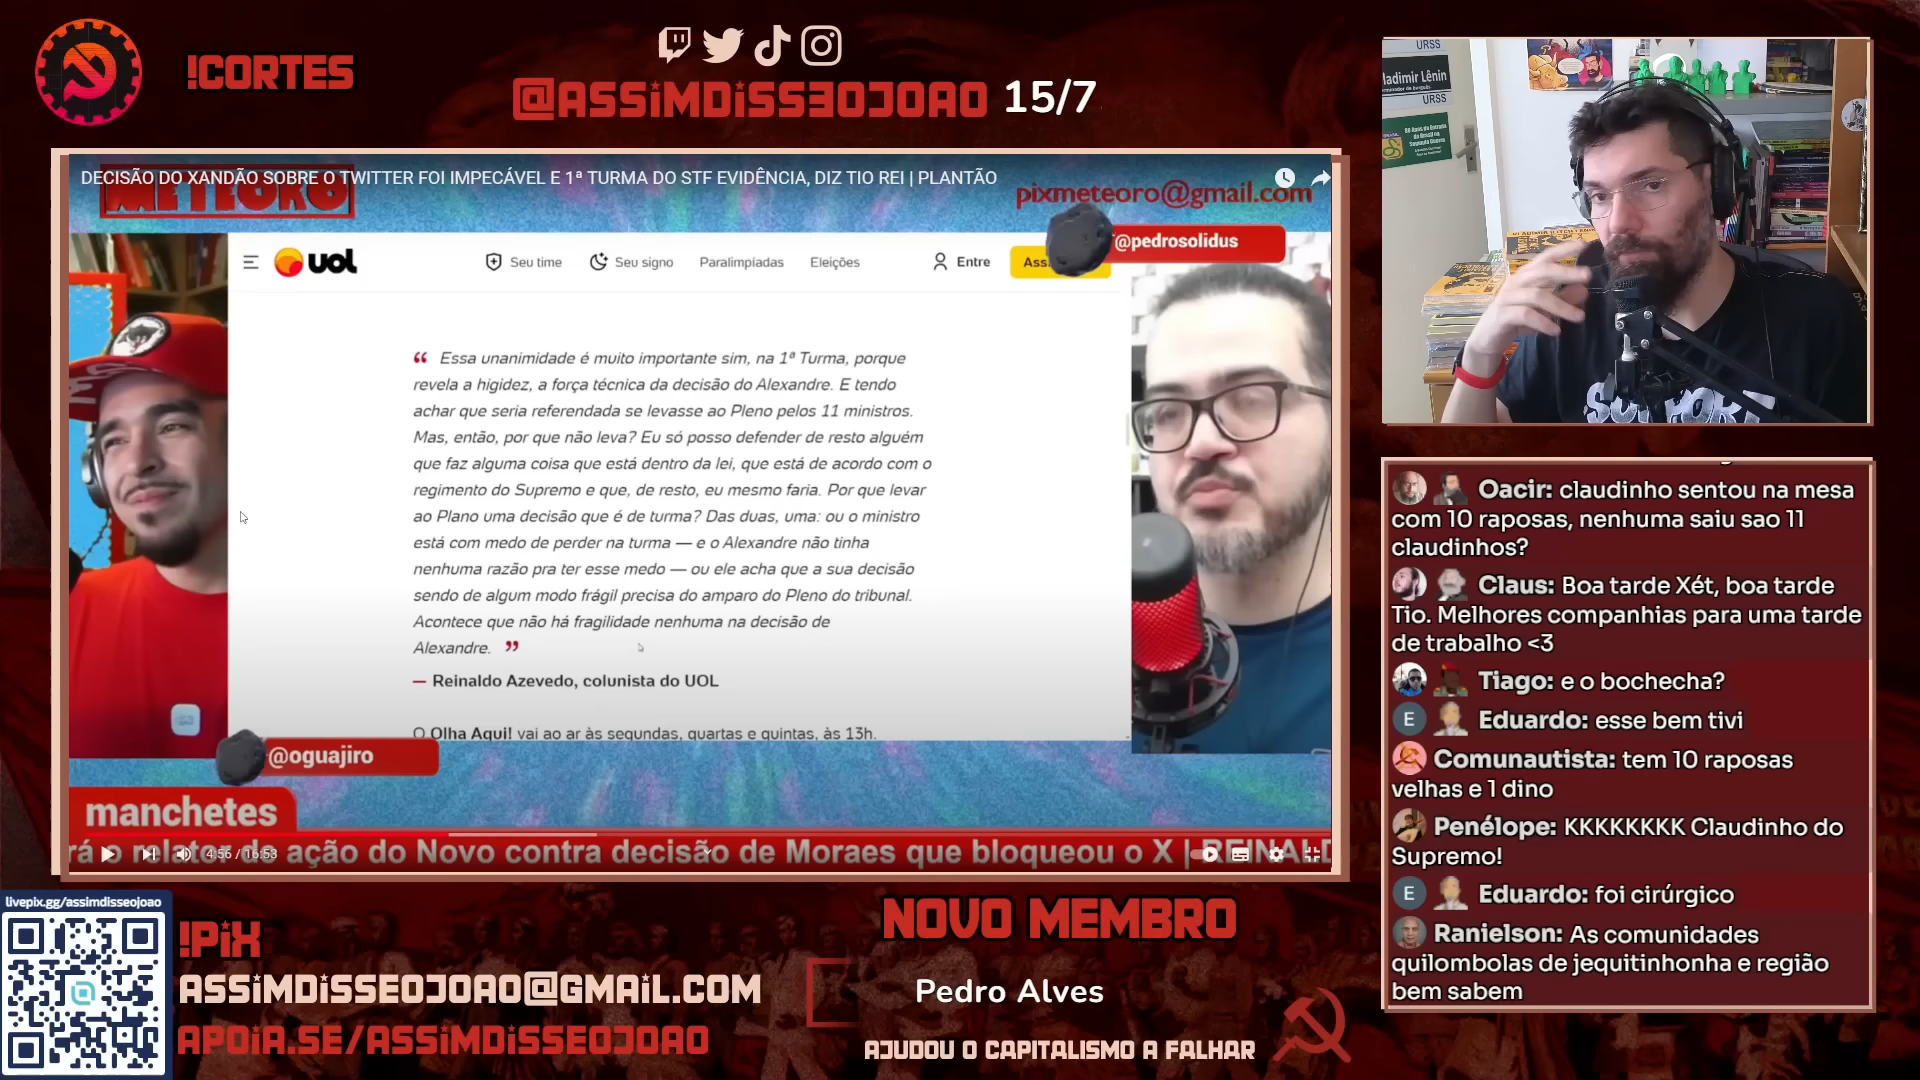 !CORTES
@ASSIMDISSEOJOAO 15/7
DECISÃO DO XANDÃO SOBRE O TWITTER FOI IMPECÁVEL E 1ª TURMA DO STF EVIDÊNCIA, DIZ TIO REI | PLANTÃO
METEORO
pixmeteoro@gmail.com
@pedrosolidus
UOL
Seu time
Seu signo
Paralimpíadas
Eleições
Entre
Ass
“ Essa unanimidade é muito importante sim, na 1ª Turma, porque
revela a higidez, a força técnica da decisão do Alexandre. E tendo
achar que seria referendada se levasse ao Pleno pelos 11 ministros.
Mas, então, por que não leva? Eu só posso defender de resto alguém
que faz alguma coisa que está dentro da lei, que está de acordo com o
regimento do Supremo e que, de resto, eu mesmo faria. Por que levar
ao Plano uma decisão que é de turma? Das duas, uma: ou o ministro
está com medo de perder na turma — e o Alexandre não tinha
nenhuma razão pra ter esse medo — ou ele acha que a sua decisão
sendo de algum modo frágil precisa do amparo do Pleno do tribunal.
Acontece que não há fragilidade nenhuma na decisão de
Alexandre. ”
— Reinaldo Azevedo, colunista do UOL
O Olha Aqui! vai ao ar às segundas, quartas e quintas, às 13h.
@oguajiro
manchetes
ação do Novo contra decisão de Moraes que bloqueou o X |
4:56 / 16:53
URSS
Vladimir Lênin
URSS
Oacir: claudinho sentou na mesa
com 10 raposas, nenhuma saiu sao 11
claudinhos?
Claus: Boa tarde Xét, boa tarde
Tio. Melhores companhias para uma tarde
de trabalho <3
Tiago: e o bochecha?
E Eduardo: esse bem tivi
Comunautista: tem 10 raposas
velhas e 1 dino
Penélope: KKKKKKKK Claudinho do
Supremo!
E Eduardo: foi cirúrgico
Ranielson: As comunidades
quilombolas de jequitinhonha e região
bem sabem
livepix.gg/assimdisseojoao
!PIX
ASSIMDISSEOJOAO@GMAIL.COM
APOIA.SE/ASSIMDISSEOJOAO
NOVO MEMBRO
Pedro Alves
AJUDOU O CAPITALISMO A FALHAR